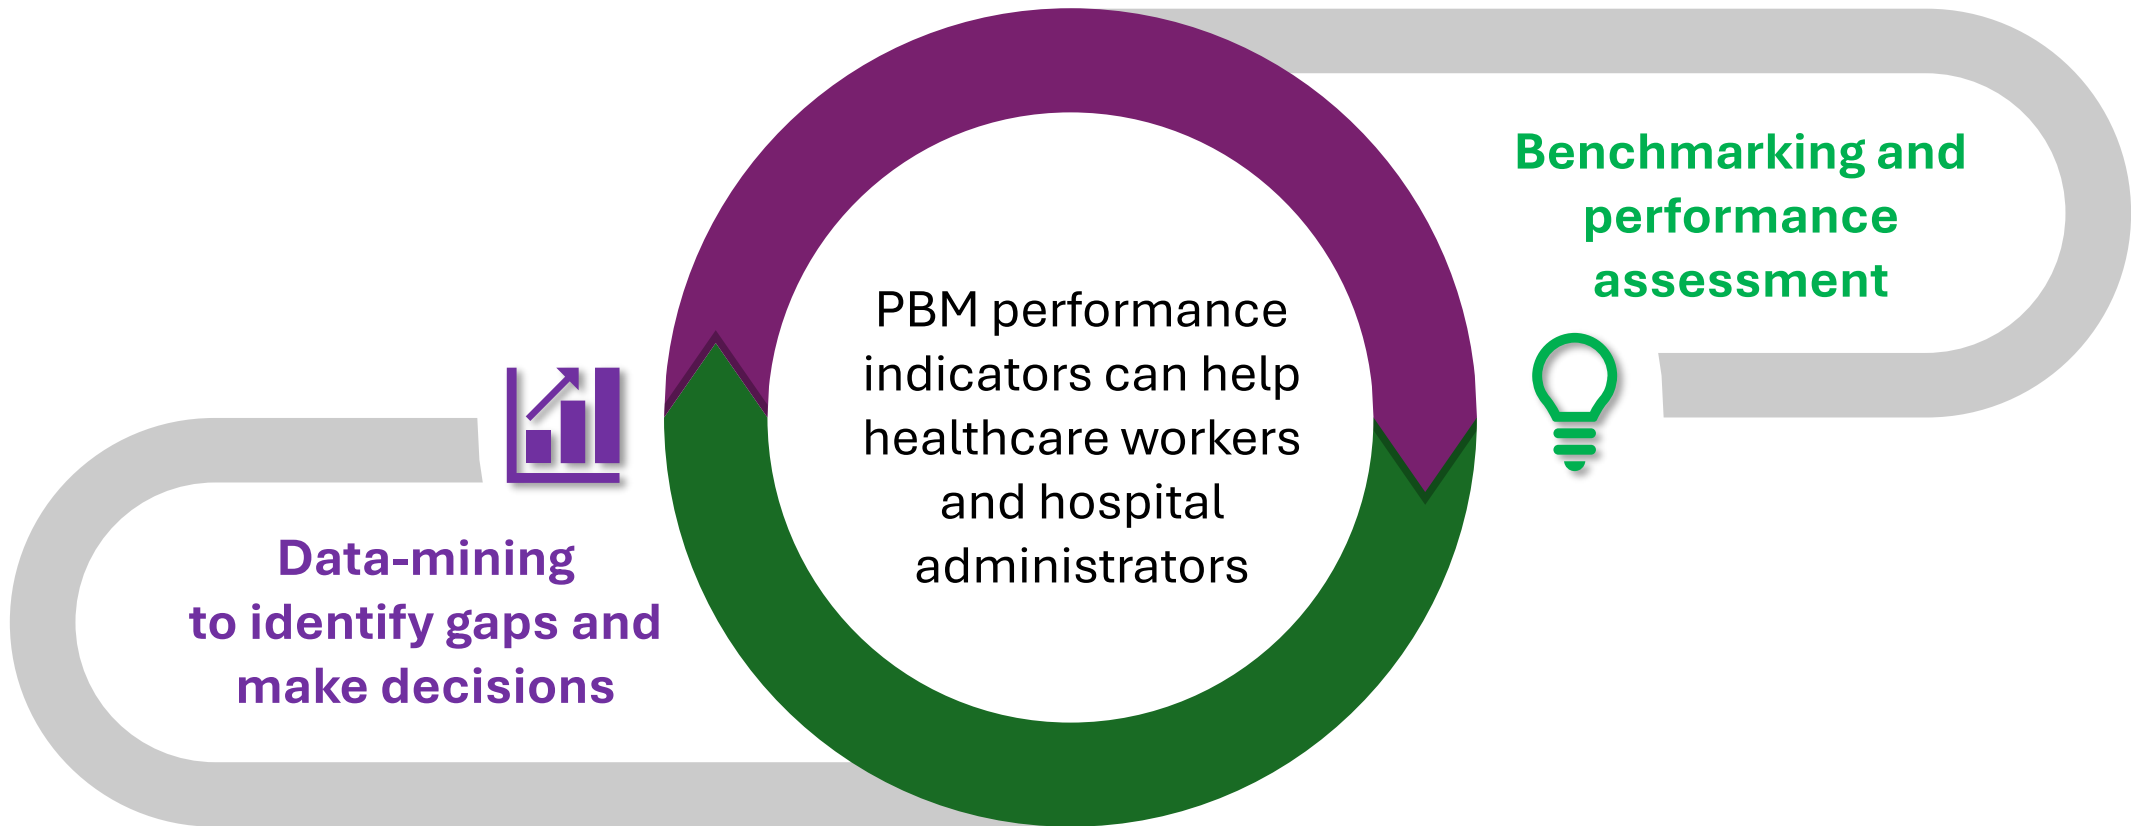 Benchmarking and
performance
assessment
PBM performance
indicators can help
healthcare workers
and hospital
administrators
Data-mining
to identify gaps and
make decisions